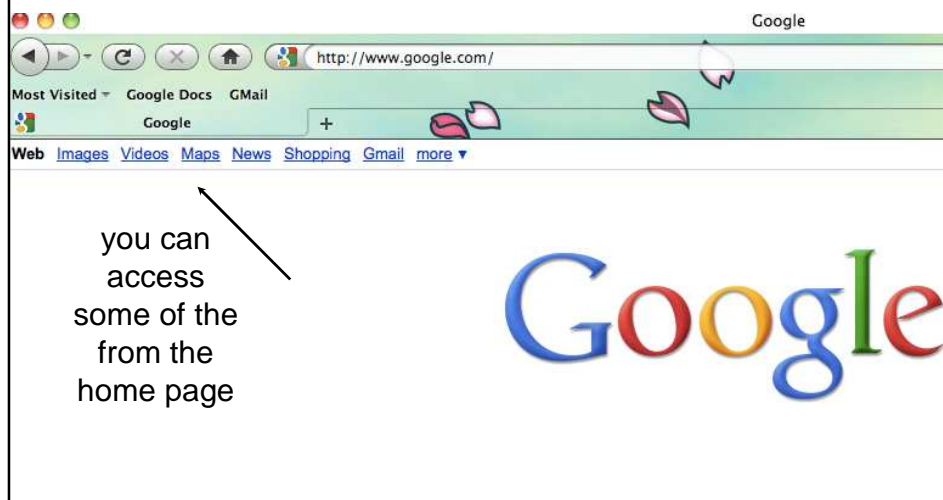 Google
http://www.google.com/
Most Visited Google Docs GMail
Google +
Web Images Videos Maps News Shopping Gmail more ▼
you can
access
some of the
from the
home page
Google